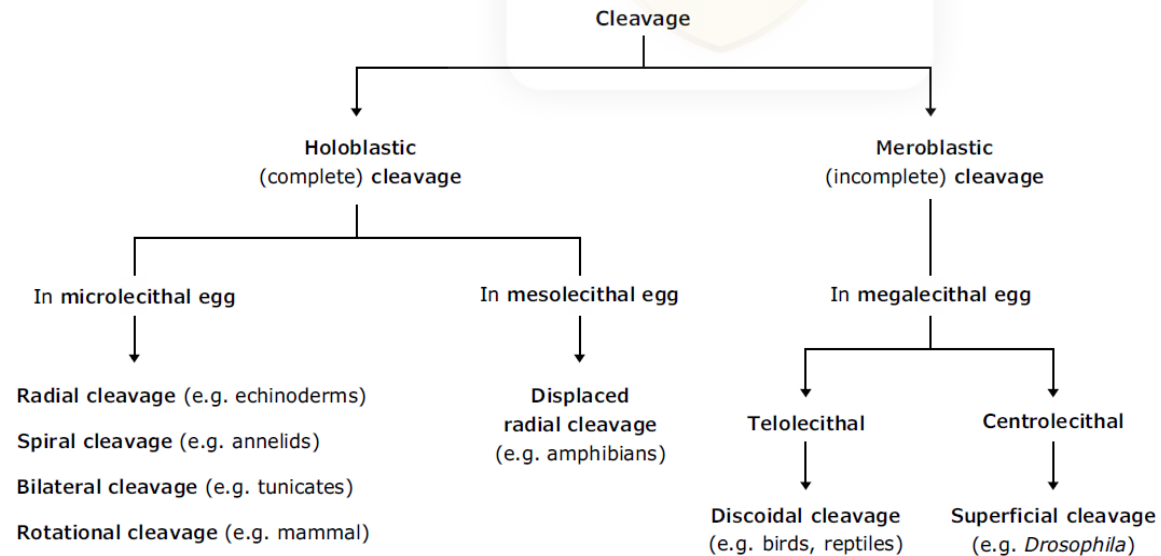 Cleavage
Holoblastic
(complete) cleavage
Meroblastic
(incomplete) cleavage
In microlecithal egg
In mesolecithal egg
In megalecithal egg
Radial cleavage (e.g. echinoderms)
Spiral cleavage (e.g. annelids)
Bilateral cleavage (e.g. tunicates)
Rotational cleavage (e.g. mammal)
Displaced
radial cleavage
(e.g. amphibians)
Telolecithal
Centrolecithal
Discoidal cleavage
(e.g. birds, reptiles)
Superficial cleavage
(e.g. Drosophila)